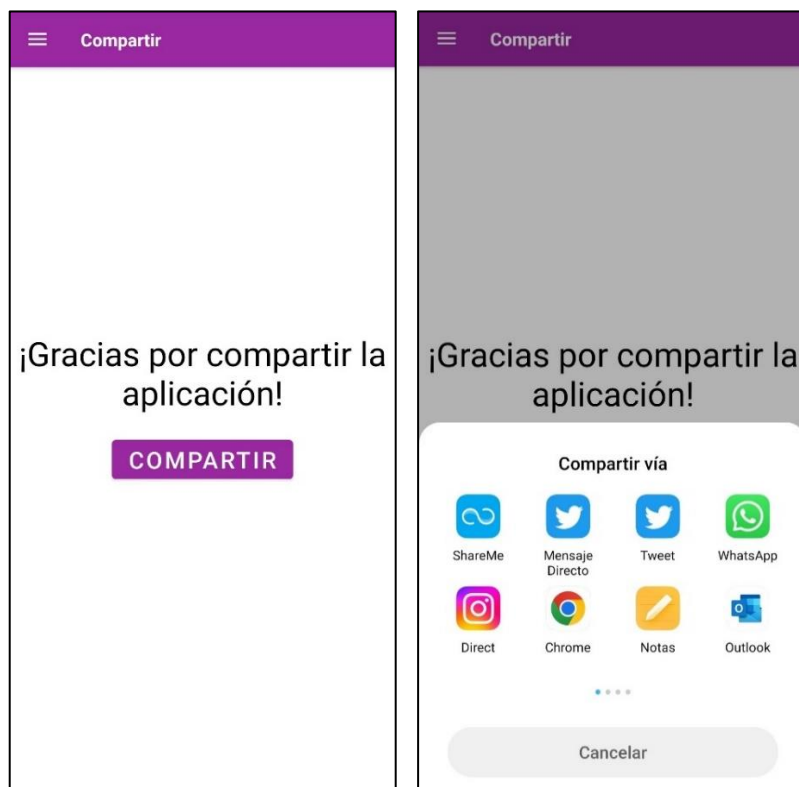 Compartir
¡Gracias por compartir la
aplicación!
COMPARTIR
Compartir
¡Gracias por compartir la
aplicación!
Compartir vía
ShareMe
Mensaje
Directo
Tweet
WhatsApp
Direct
Chrome
Notas
Outlook
Cancelar